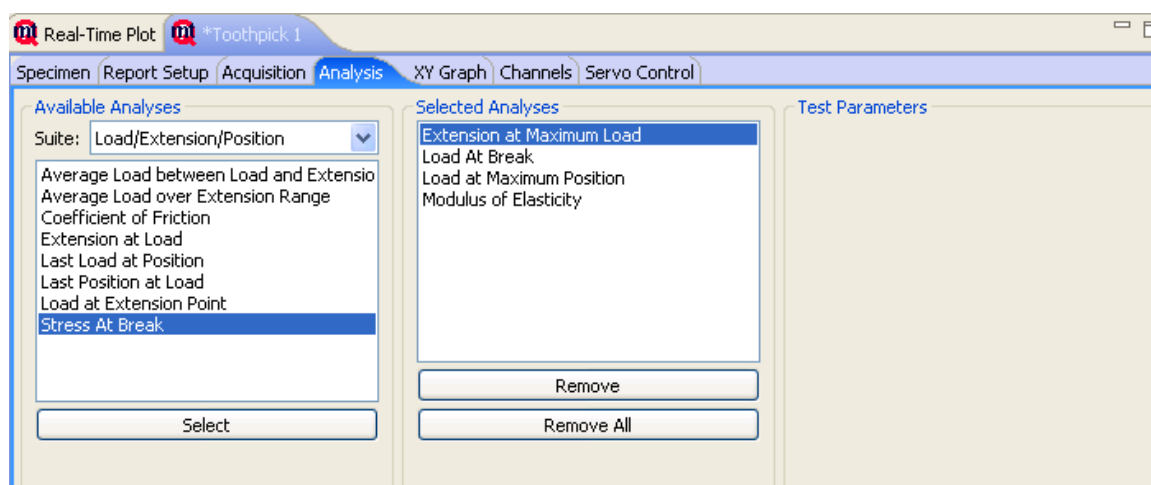 Real-Time Plot *Toothpick 1
Specimen Report Setup Acquisition Analysis XY Graph Channels Servo Control
Available Analyses
Suite: Load/Extension/Position
Average Load between Load and Extensio
Average Load over Extension Range
Coefficient of Friction
Extension at Load
Last Load at Position
Last Position at Load
Load at Extension Point
Stress At Break
Select
Selected Analyses
Extension at Maximum Load
Load At Break
Load at Maximum Position
Modulus of Elasticity
Remove
Remove All
Test Parameters